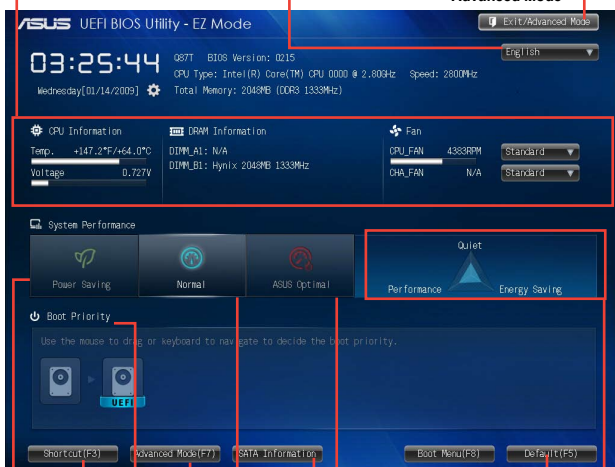 Advanced Mode
ASUS UEFI BIOS Utility - EZ Mode
Exit/Advanced Mode
03:25:44
Wednesday[01/14/2009]
Q87T BIOS Version: 0215
CPU Type: Intel(R) Core(TM) CPU 0000 @ 2.80GHz Speed: 2800MHz
Total Memory: 2048MB (DDR3 1333MHz)
English
CPU Information
Temp. +147.2°F/+64.0°C
Voltage 0.727V
DRAM Information
DIMM_A1: N/A
DIMM_B1: Hynix 2048MB 1333MHz
Fan
CPU_FAN 4383RPM Standard
CHA_FAN N/A Standard
System Performance
Power Saving
Normal
ASUS Optimal
Quiet
Performance
Energy Saving
Boot Priority
Use the mouse to drag or keyboard to navigate to decide the boot priority.
UEFI
Shortcut(F3)
Advanced Mode(F7)
SATA Information
Boot Menu(F8)
Default(F5)